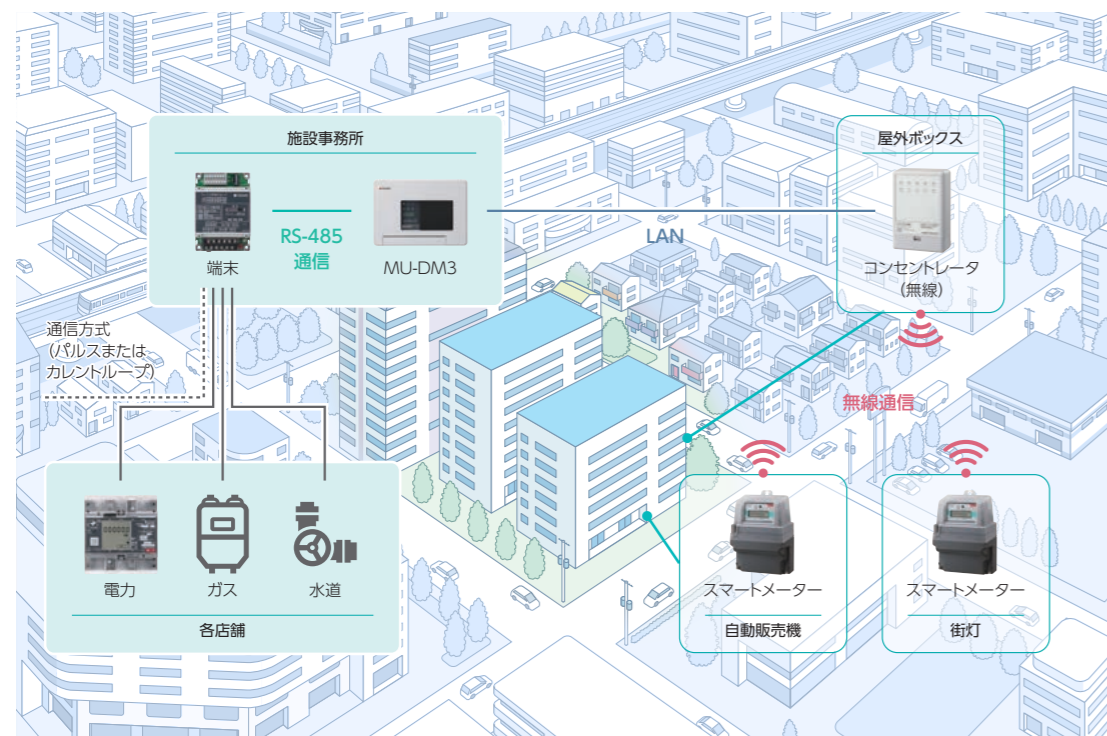 施設事務所
端末
RS-485
通信
MU-DM3
LAN
屋外ボックス
コンセントレータ
(無線)
通信方式
(パルスまたは
カレントループ)
無線通信
電力
ガス
水道
各店舗
スマートメーター
自動販売機
スマートメーター
街灯